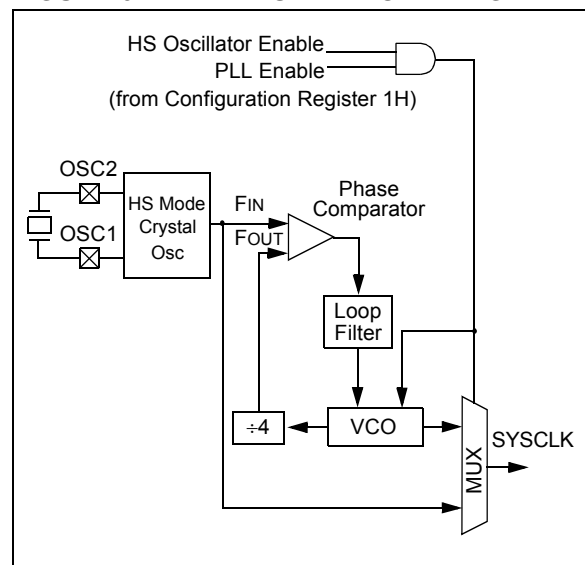 HS Oscillator Enable
PLL Enable
(from Configuration Register 1H)
OSC2
OSC1
HS Mode
Crystal
Osc
FIN
FOUT
Phase
Comparator
Loop
Filter
÷4
VCO
MUX
SYSCLK